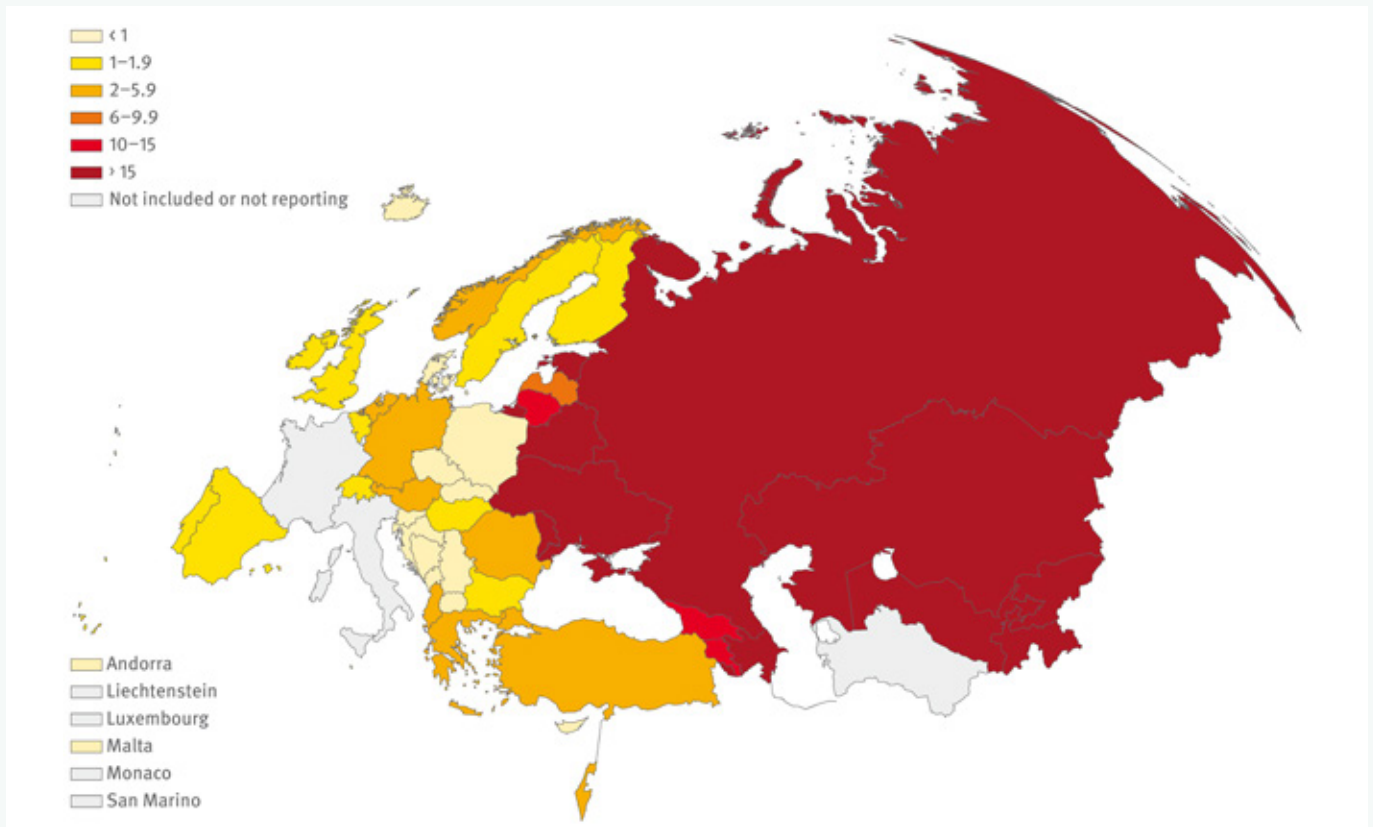 < 1
1–1.9
2–5.9
6–9.9
10–15
> 15
Not included or not reporting
Andorra
Liechtenstein
Luxembourg
Malta
Monaco
San Marino